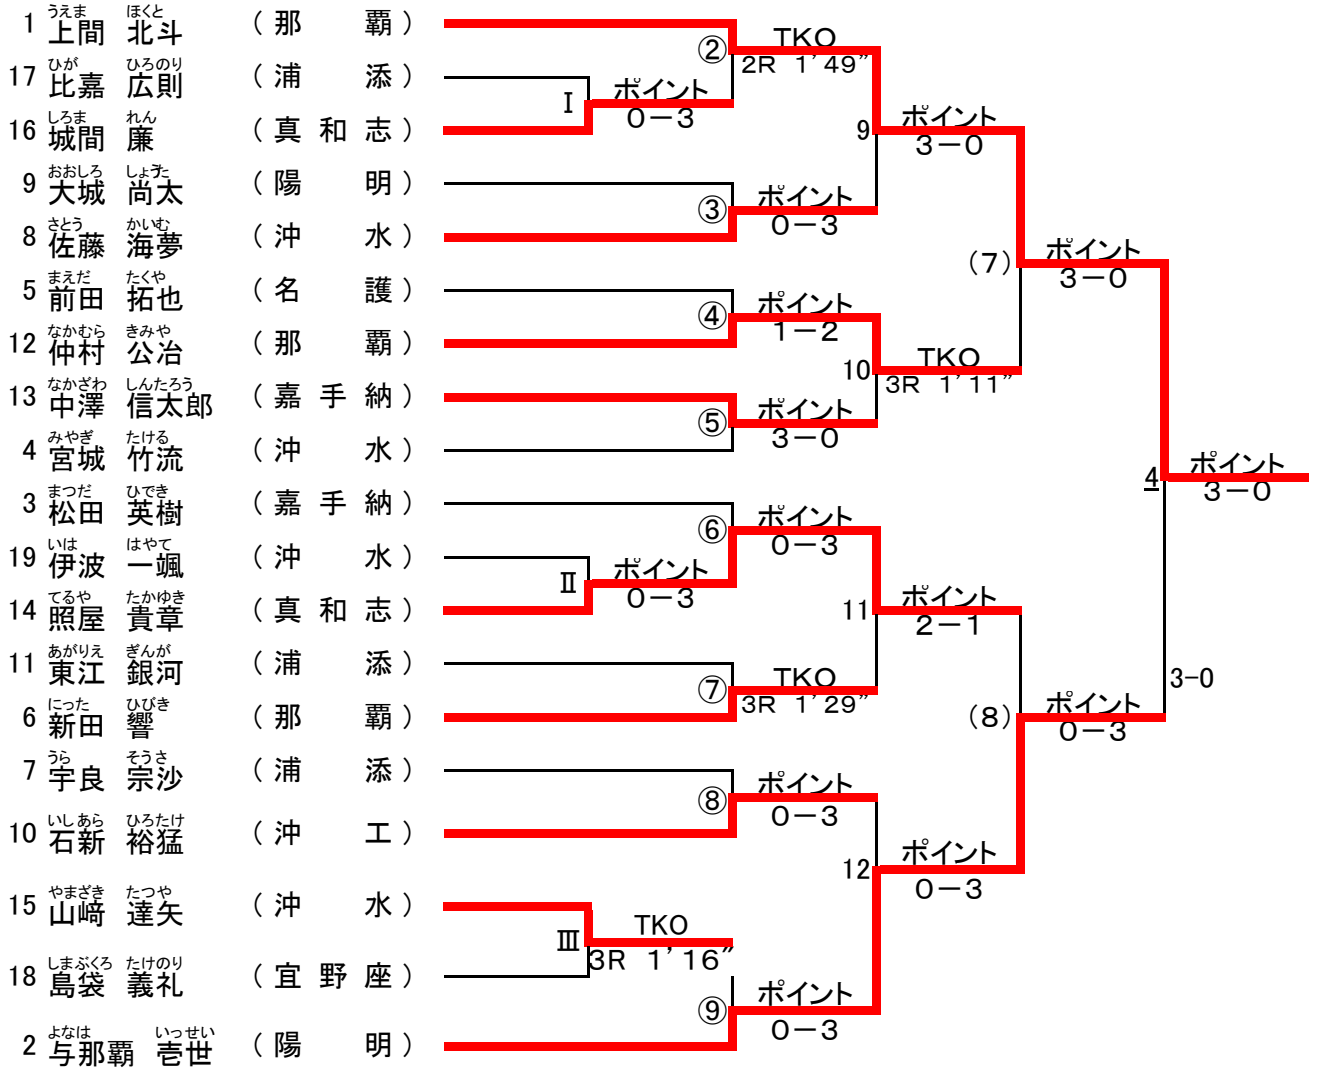 うえま ほくと
1 上間 北斗 （那 覇）
② TKO
2R 1’49”
ひが ひろのり
17 比嘉 広則 （浦 添）
Ⅰ ポイント
0－3
しろま れん
16 城間 廉 （真和志）
9 ポイント
3－0
おおしろ しょうた
9 大城 尚太 （陽 明）
③ ポイント
0－3
さとう かいむ
8 佐藤 海夢 （沖 水）
（7） ポイント
3－0
まえだ たくや
5 前田 拓也 （名 護）
④ ポイント
1－2
なかむら きみや
12 仲村 公冶 （那 覇）
10 TKO
3R 1’11”
なかざわ しんたろう
13 中澤 信太郎 （嘉手納）
⑤ ポイント
3－0
みやぎ たける
4 宮城 竹流 （沖 水）
4 ポイント
3－0
まつだ ひでき
3 松田 英樹 （嘉手納）
⑥ ポイント
0－3
いは はやて
19 伊波 一颯 （沖 水）
Ⅱ ポイント
0－3
てるや たかゆき
14 照屋 貴章 （真和志）
11 ポイント
2－1
あがりえ ぎんが
11 東江 銀河 （浦 添）
⑦ TKO
3R 1’29”
3-0
にった ひびき
6 新田 響 （那 覇）
（8） ポイント
0－3
うら そうさ
7 宇良 宗沙 （浦 添）
⑧ ポイント
0－3
いしあら ひろたけ
10 石新 裕猛 （沖 工）
12 ポイント
0－3
やまざき たつや
15 山﨑 達矢 （沖 水）
Ⅲ TKO
3R 1’16”
しまぶくろ たけのり
18 島袋 義礼 （宜野座）
⑨ ポイント
0－3
よなは いっせい
2 与那覇 壱世 （陽 明）